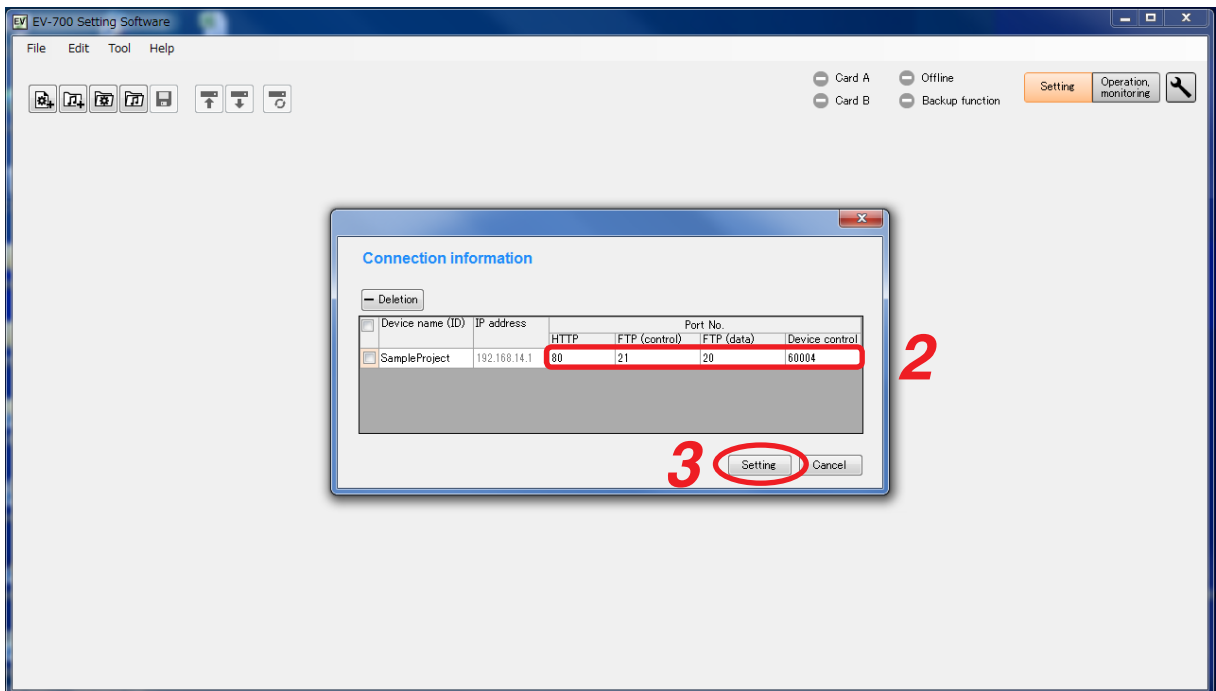 EV EV-700 Setting Software
File Edit Tool Help
Card A Offline
Card B Backup function
Setting Operation, monitoring
Connection information
Deletion
Device name (ID) IP address Port No.
HTTP FTP (control) FTP (data) Device control
SampleProject 192.168.14.1 80 21 20 60004
2
3 Setting Cancel